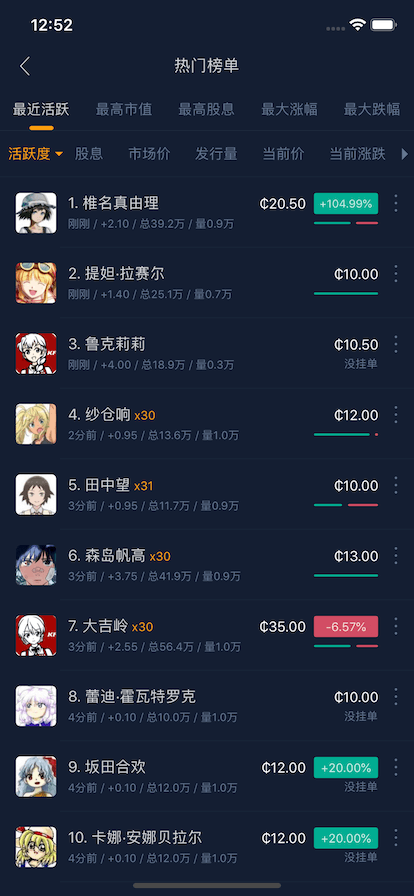 12:52
热门榜单
最近活跃 最高市值 最高股息 最大涨幅 最大跌幅
活跃度 股息 市场价 发行量 当前价 当前涨跌
1. 椎名真由理 ₵20.50 +104.99%
刚刚 / +2.10 / 总39.2万 / 量0.9万
2. 提妲·拉赛尔 ₵10.00
刚刚 / +1.40 / 总25.1万 / 量0.7万
3. 鲁克莉莉 ₵10.50
刚刚 / +4.00 / 总18.9万 / 量0.3万 没挂单
4. 纱仓响 x30 ₵12.00
2分前 / +0.95 / 总13.6万 / 量1.0万
5. 田中望 x31 ₵10.00
3分前 / +0.95 / 总11.7万 / 量0.9万
6. 森岛帆高 x30 ₵13.00
3分前 / +3.75 / 总41.9万 / 量0.9万
7. 大吉岭 x30 ₵35.00 -6.57%
3分前 / +2.55 / 总56.4万 / 量1.0万
8. 蕾迪·霍瓦特罗克 ₵10.00
4分前 / +0.10 / 总10.0万 / 量1.0万 没挂单
9. 坂田合欢 ₵12.00 +20.00%
4分前 / +0.10 / 总12.0万 / 量1.0万 没挂单
10. 卡娜·安娜贝拉尔 ₵12.00 +20.00%
4分前 / +0.10 / 总12.0万 / 量1.0万 没挂单